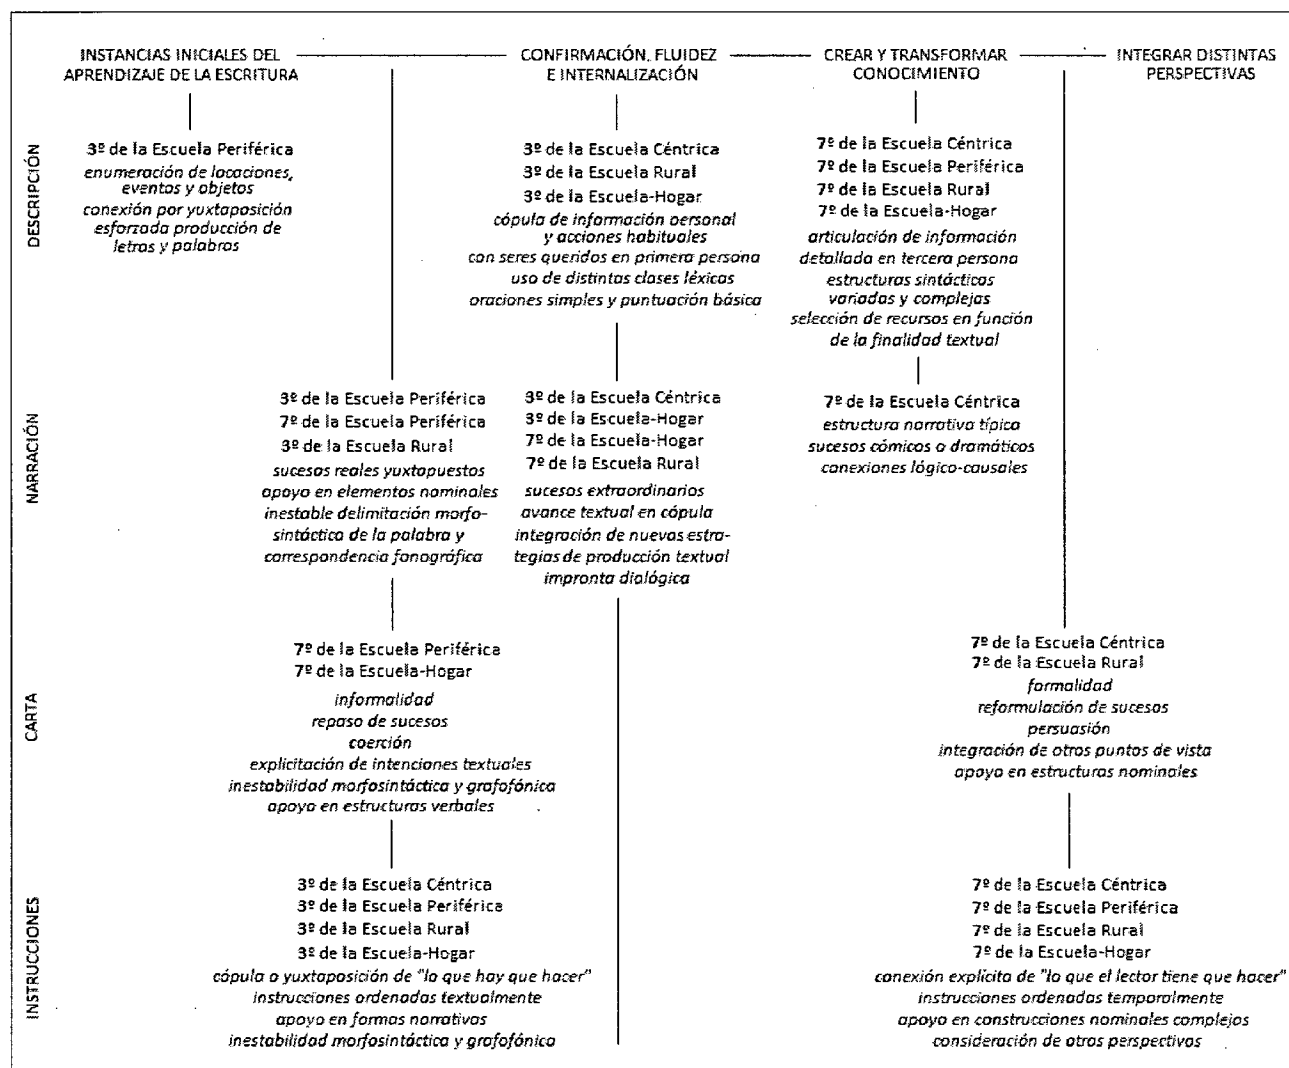 INSTANCIAS INICIALES DEL
APRENDIZAJE DE LA ESCRITURA
CONFIRMACIÓN, FLUIDEZ
E INTERNALIZACIÓN
CREAR Y TRANSFORMAR
CONOCIMIENTO
INTEGRAR DISTINTAS
PERSPECTIVAS
DESCRIPCIÓN
3º de la Escuela Periférica
enumeración de locaciones,
eventos y objetos
conexión por yuxtaposición
esforzada producción de
letras y palabras
3º de la Escuela Céntrica
3º de la Escuela Rural
3º de la Escuela-Hogar
cópula de información personal
y acciones habituales
con seres queridos en primera persona
uso de distintas clases léxicas
oraciones simples y puntuación básica
7º de la Escuela Céntrica
7º de la Escuela Periférica
7º de la Escuela Rural
7º de la Escuela-Hogar
articulación de información
detallada en tercera persona
estructuras sintácticas
variadas y complejas
selección de recursos en función
de la finalidad textual
NARRACIÓN
3º de la Escuela Periférica
7º de la Escuela Periférica
3º de la Escuela Rural
sucesos reales yuxtapuestos
apoyo en elementos nominales
inestable delimitación morfo-
sintáctica de la palabra y
correspondencia fonográfica
3º de la Escuela Céntrica
3º de la Escuela-Hogar
7º de la Escuela-Hogar
7º de la Escuela Rural
sucesos extraordinarios
avance textual en cópula
integración de nuevas estra-
tegias de producción textual
impronta dialógica
7º de la Escuela Céntrica
estructura narrativa típica
sucesos cómicos o dramáticos
conexiones lógico-causales
CARTA
7º de la Escuela Periférica
7º de la Escuela-Hogar
informalidad
repaso de sucesos
coerción
explicitación de intenciones textuales
inestabilidad morfosintáctica y grafofónica
apoyo en estructuras verbales
7º de la Escuela Céntrica
7º de la Escuela Rural
formalidad
reformulación de sucesos
persuasión
integración de otros puntos de vista
apoyo en estructuras nominales
INSTRUCCIONES
3º de la Escuela Céntrica
3º de la Escuela Periférica
3º de la Escuela Rural
3º de la Escuela-Hogar
cópula o yuxtaposición de "lo que hay que hacer"
instrucciones ordenadas textualmente
apoyo en formas narrativas
inestabilidad morfosintáctica y grafofónica
7º de la Escuela Céntrica
7º de la Escuela Periférica
7º de la Escuela Rural
7º de la Escuela-Hogar
conexión explícita de "lo que el lector tiene que hacer"
instrucciones ordenadas temporalmente
apoyo en construcciones nominales complejas
consideración de otras perspectivas